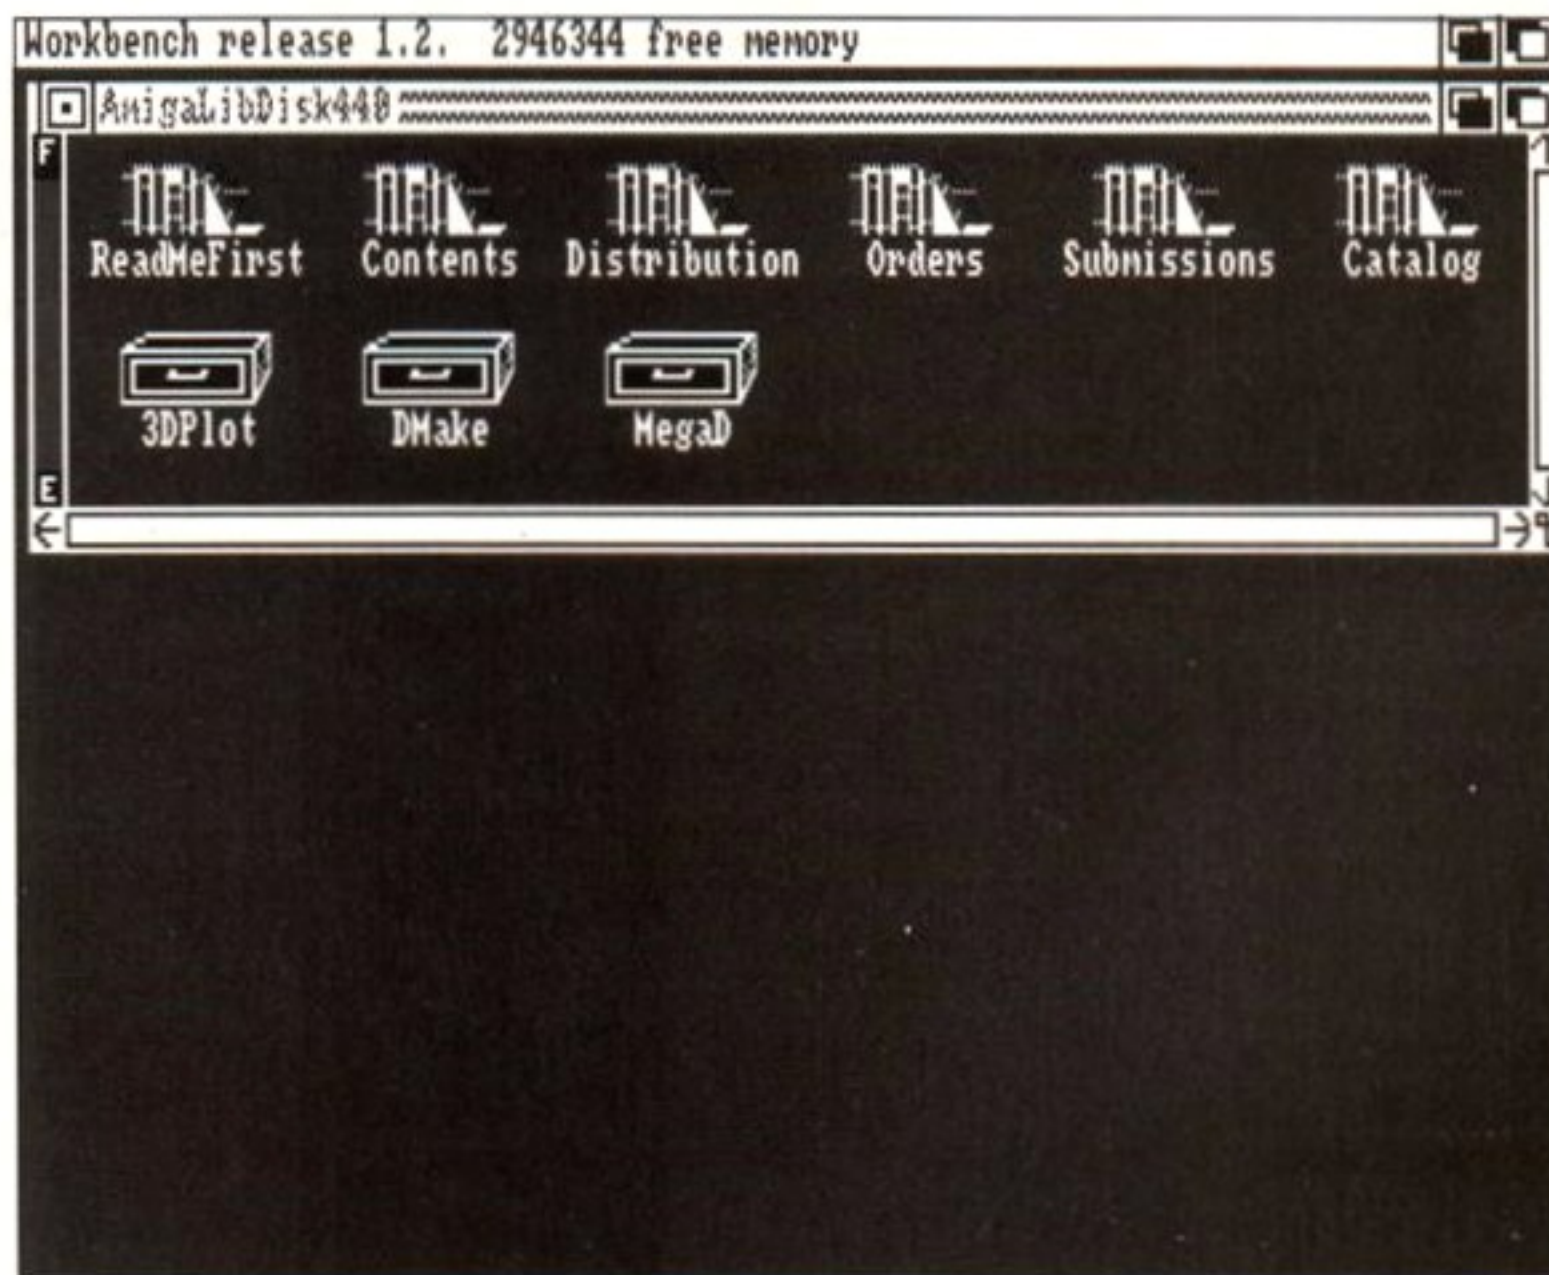 Workbench release 1.2. 2946344 free memory
AmigaLibDisk440
F
ReadMeFirst Contents Distribution Orders Submissions Catalog
3DPlot DMake MegaD
E